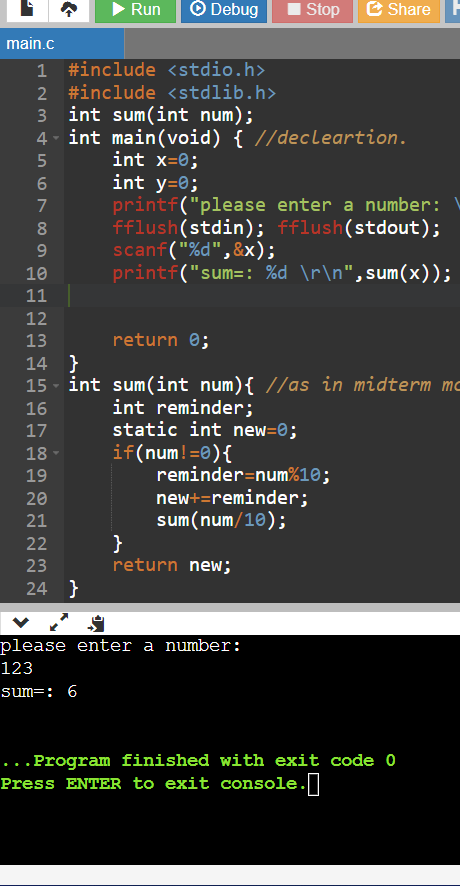 Run Debug Stop Share
main.c
1 #include <stdio.h>
2 #include <stdlib.h>
3 int sum(int num);
4 int main(void) { //decleartion.
5 int x=0;
6 int y=0;
7 printf("please enter a number: \
8 fflush(stdin); fflush(stdout);
9 scanf("%d",&x);
10 printf("sum=: %d \r\n",sum(x));
11
12
13 return 0;
14 }
15 int sum(int num){ //as in midterm mo
16 int reminder;
17 static int new=0;
18 if(num!=0){
19 reminder=num%10;
20 new+=reminder;
21 sum(num/10);
22 }
23 return new;
24 }
please enter a number:
123
sum=: 6
...Program finished with exit code 0
Press ENTER to exit console.